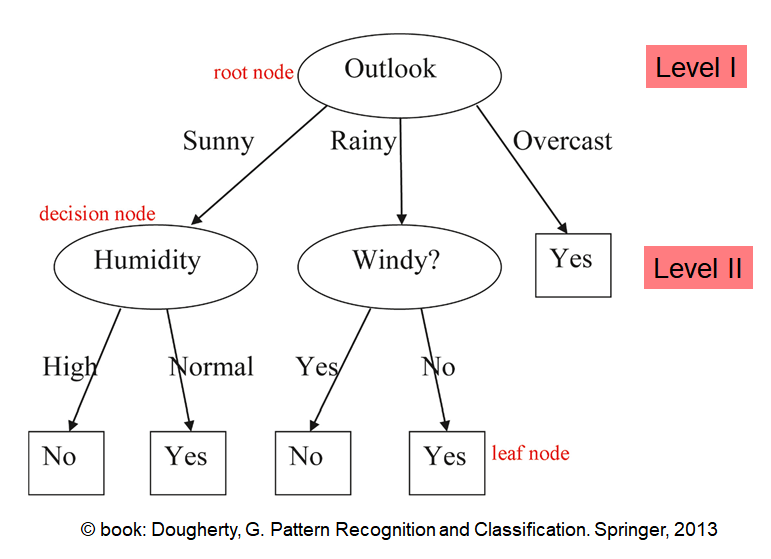 root node
Outlook
Level I
Sunny
Rainy
Overcast
decision node
Humidity
Windy?
Yes
Level II
High
Normal
Yes
No
No
Yes
No
Yes
leaf node
© book: Dougherty, G. Pattern Recognition and Classification. Springer, 2013